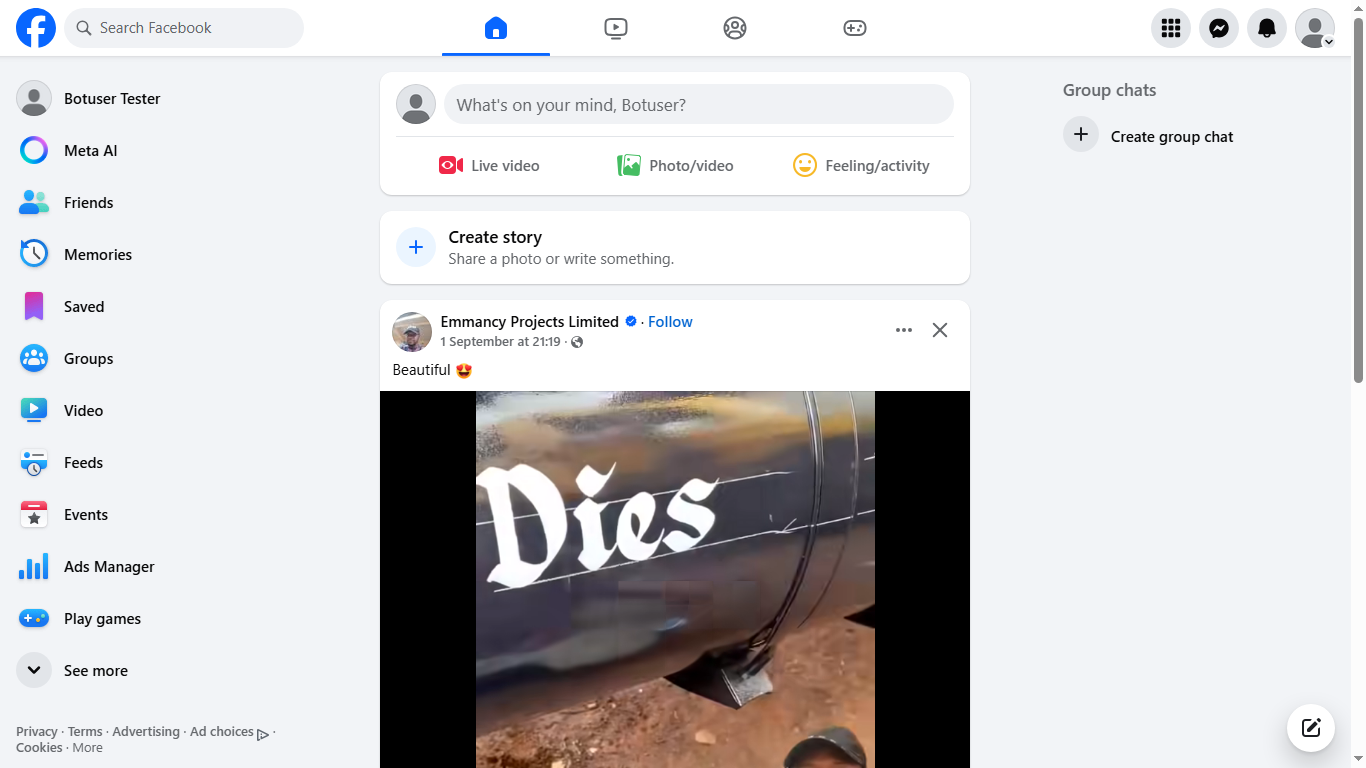 Search Facebook
Botuser Tester
Meta AI
Friends
Memories
Saved
Groups
Video
Feeds
Events
Ads Manager
Play games
See more
Privacy · Terms · Advertising · Ad choices ·
Cookies · More
What's on your mind, Botuser?
Live video
Photo/video
Feeling/activity
Create story
Share a photo or write something.
Emmancy Projects Limited · Follow
1 September at 21:19 ·
Beautiful 😍
Dies
Group chats
Create group chat